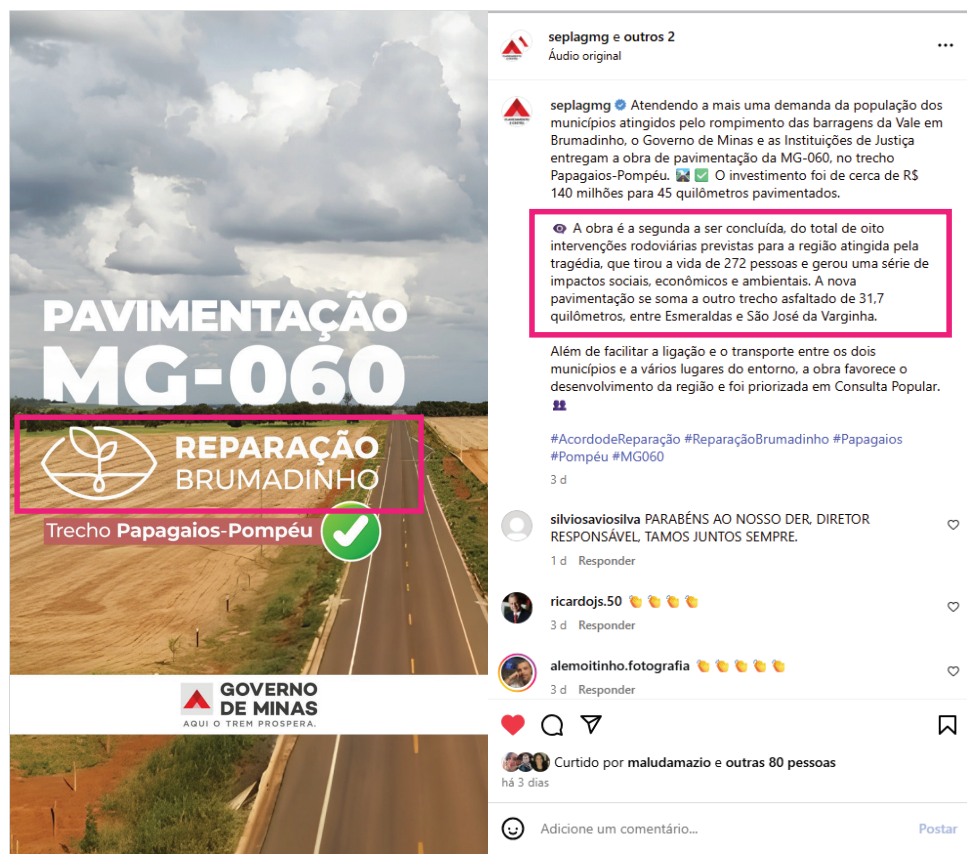 PAVIMENTAÇÃO
MG-060
REPARAÇÃO
BRUMADINHO
Trecho Papagaios-Pompéu
GOVERNO
DE MINAS
AQUI O TREM PROSPERA.
seplagmg e outros 2
Áudio original
seplagmg Atendendo a mais uma demanda da população dos
municípios atingidos pelo rompimento das barragens da Vale em
Brumadinho, o Governo de Minas e as Instituições de Justiça
entregam a obra de pavimentação da MG-060, no trecho
Papagaios-Pompéu. 🛣️ ✅ O investimento foi de cerca de R$
140 milhões para 45 quilômetros pavimentados.
👁️‍🗨️ A obra é a segunda a ser concluída, do total de oito
intervenções rodoviárias previstas para a região atingida pela
tragédia, que tirou a vida de 272 pessoas e gerou uma série de
impactos sociais, econômicos e ambientais. A nova
pavimentação se soma a outro trecho asfaltado de 31,7
quilômetros, entre Esmeraldas e São José da Varginha.
Além de facilitar a ligação e o transporte entre os dois
municípios e a vários lugares do entorno, a obra favorece o
desenvolvimento da região e foi priorizada em Consulta Popular.
👥
#AcordodeReparação #ReparaçãoBrumadinho #Papagaios
#Pompéu #MG060
3 d
silviosaviosilva PARABÉNS AO NOSSO DER, DIRETOR
RESPONSÁVEL, TAMOS JUNTOS SEMPRE.
1 d Responder
ricardojs.50 👏 👏 👏 👏
3 d Responder
alemoitinho.fotografia 👏 👏 👏 👏 👏
3 d Responder
Curtido por maludamazio e outras 80 pessoas
há 3 dias
Adicione um comentário...
Postar